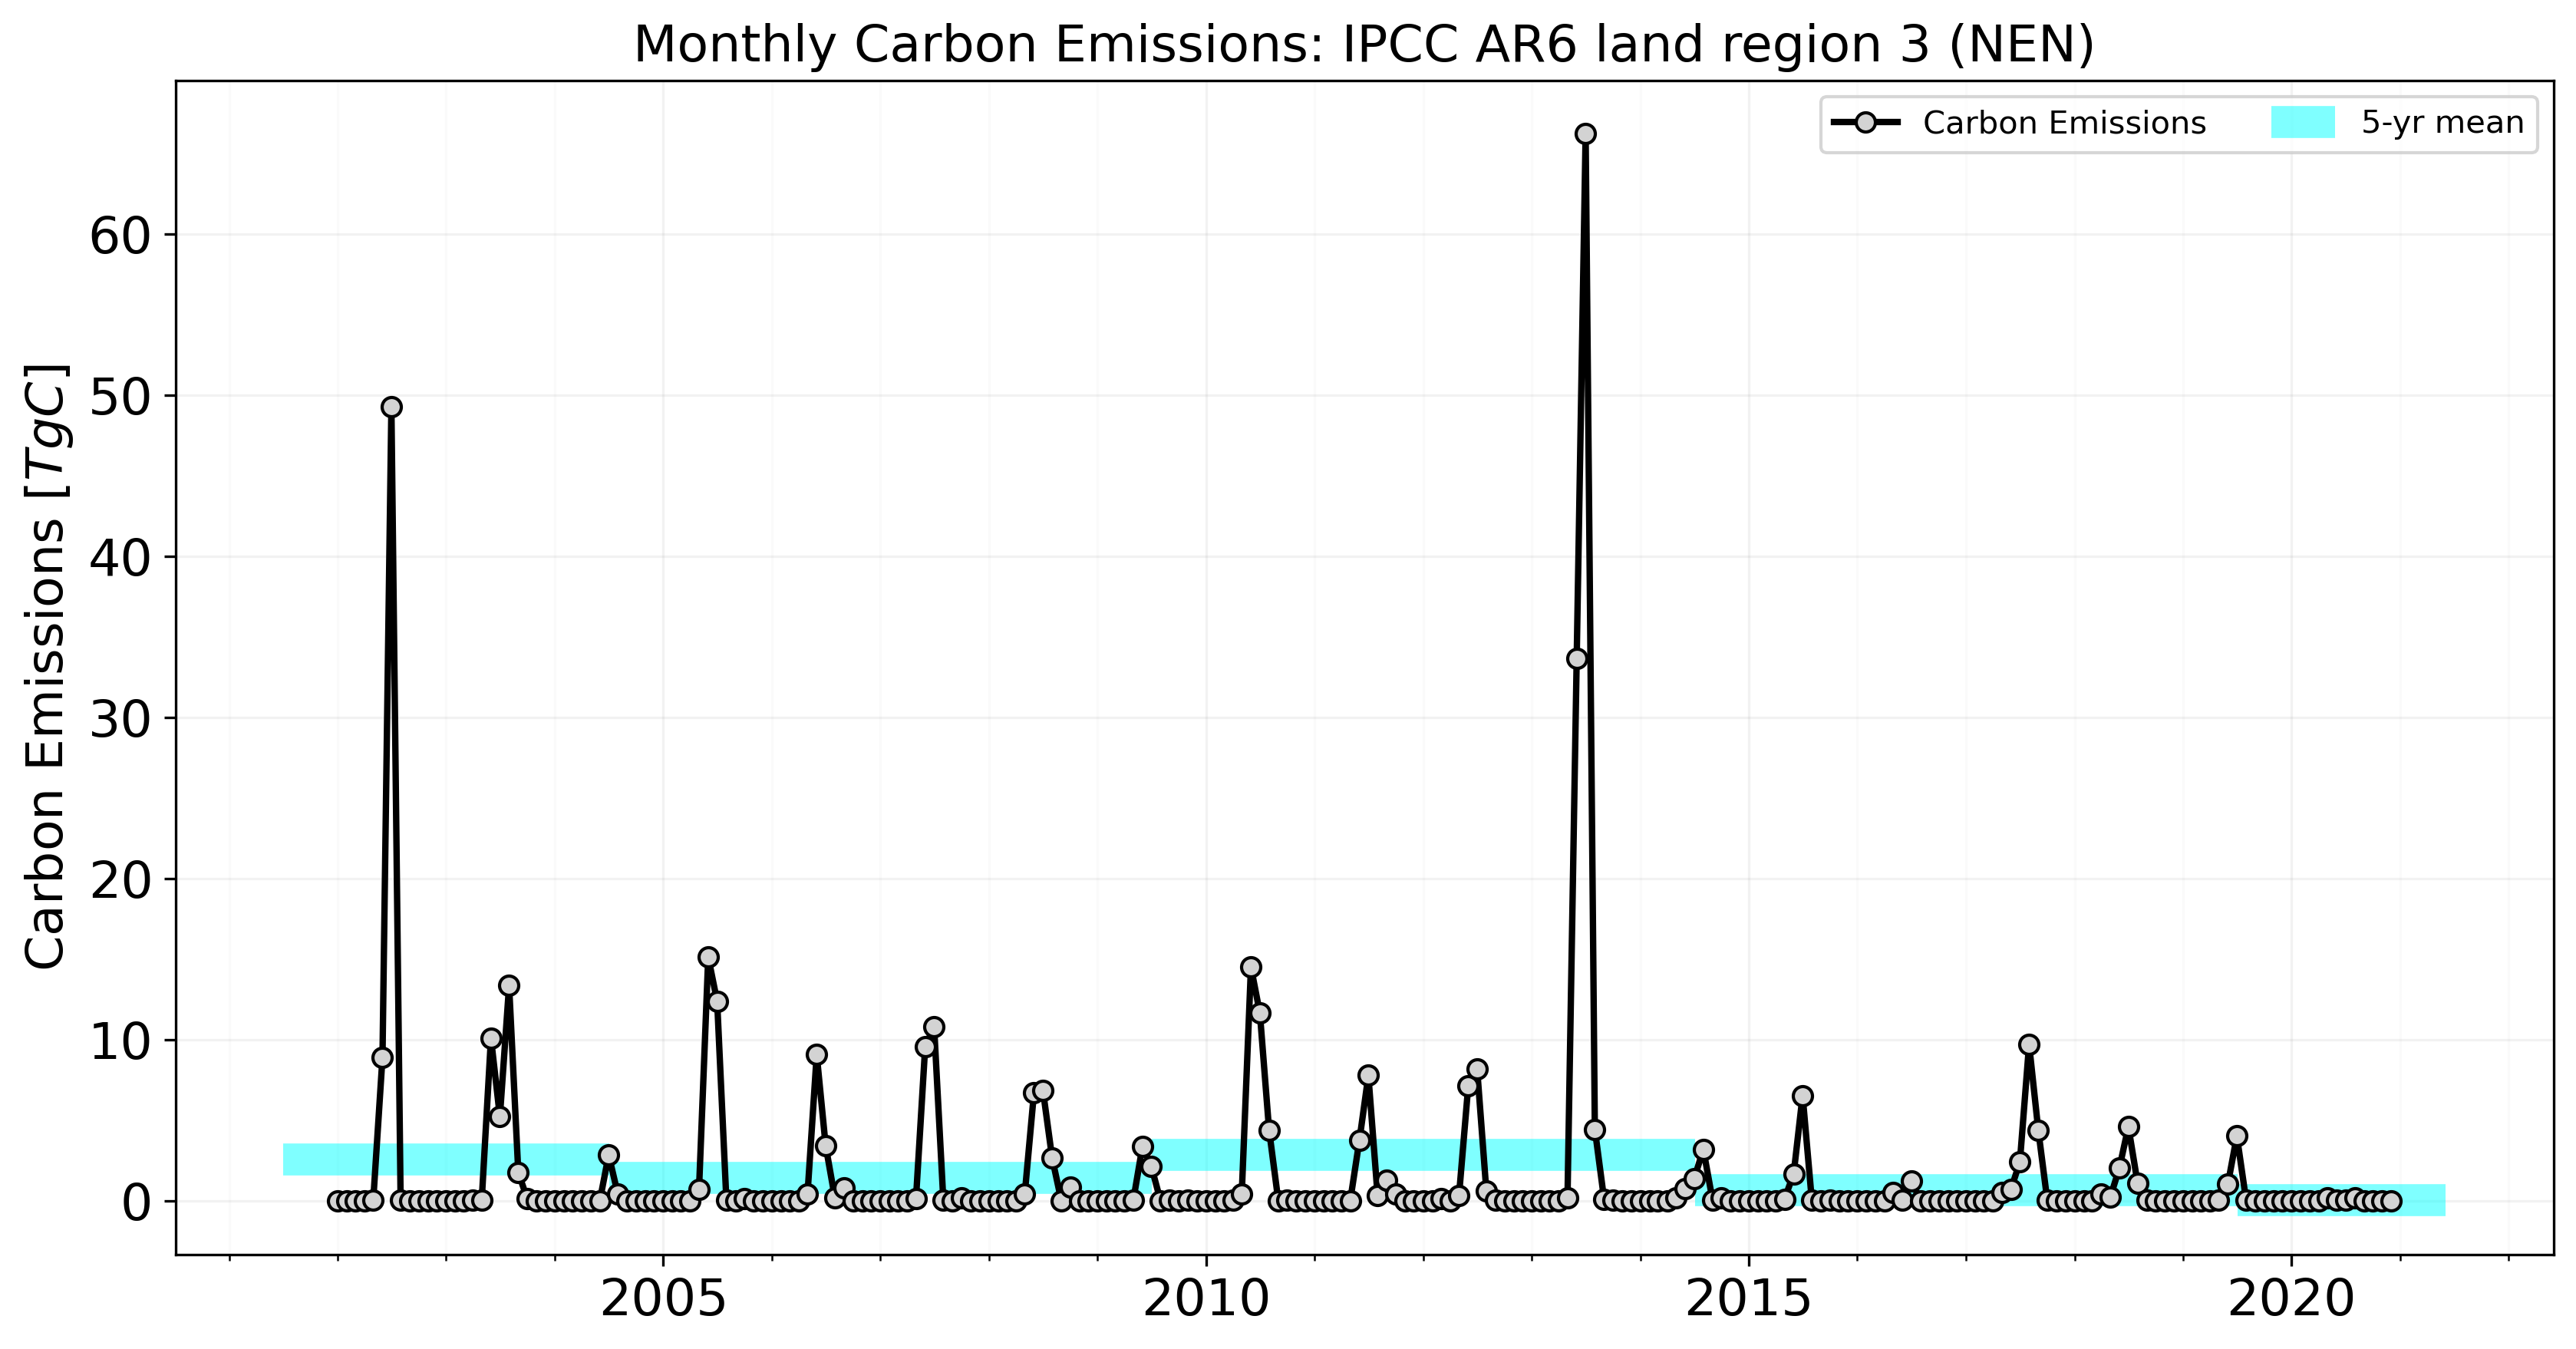 Monthly Carbon Emissions: IPCC AR6 land region 3 (NEN)
Carbon Emissions
5-yr mean
Carbon Emissions [TgC]
60
50
40
30
20
10
0
2005
2010
2015
2020